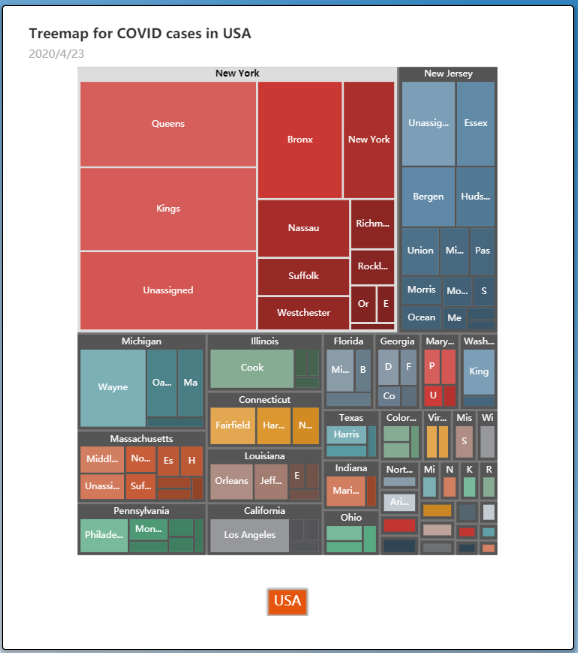 Treemap for COVID cases in USA
2020/4/23
New York
New Jersey
Queens
Bronx
New York
Unassig...
Essex
Kings
Bergen
Huds...
Nassau
Richm...
Unassigned
Suffolk
Rockl...
Union
Mi...
Pas
Westchester
Or
E
Morris
Mo...
S
Ocean
Me
Michigan
Illinois
Florida
Georgia
Mary...
Wash...
Wayne
Oa...
Ma
Cook
Mi...
B
D
F
P
King
Co
U
Connecticut
Fairfield
Har...
N...
Texas
Harris
Color...
Vir...
Mis
Wi
S
Massachusetts
Middl...
No...
Es
H
Unassi...
Suf...
Louisiana
Orleans
Jeff...
E
Indiana
Mari...
Nort...
Mi
N
K
R
Ari...
Pennsylvania
Philade...
Mon...
California
Los Angeles
Ohio
USA